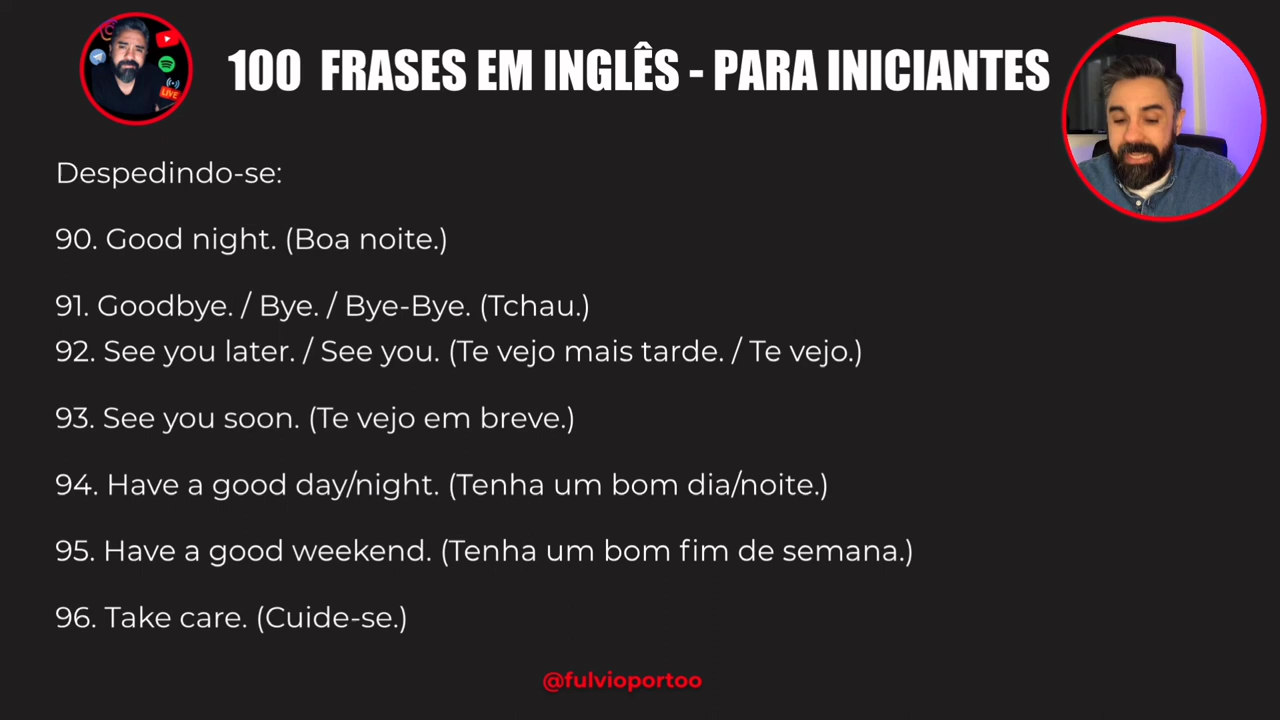 100 FRASES EM INGLÊS - PARA INICIANTES
LIVE
Despedindo-se:
90. Good night. (Boa noite.)
91. Goodbye. / Bye. / Bye-Bye. (Tchau.)
92. See you later. / See you. (Te vejo mais tarde. / Te vejo.)
93. See you soon. (Te vejo em breve.)
94. Have a good day/night. (Tenha um bom dia/noite.)
95. Have a good weekend. (Tenha um bom fim de semana.)
96. Take care. (Cuide-se.)
@fulvioportoo